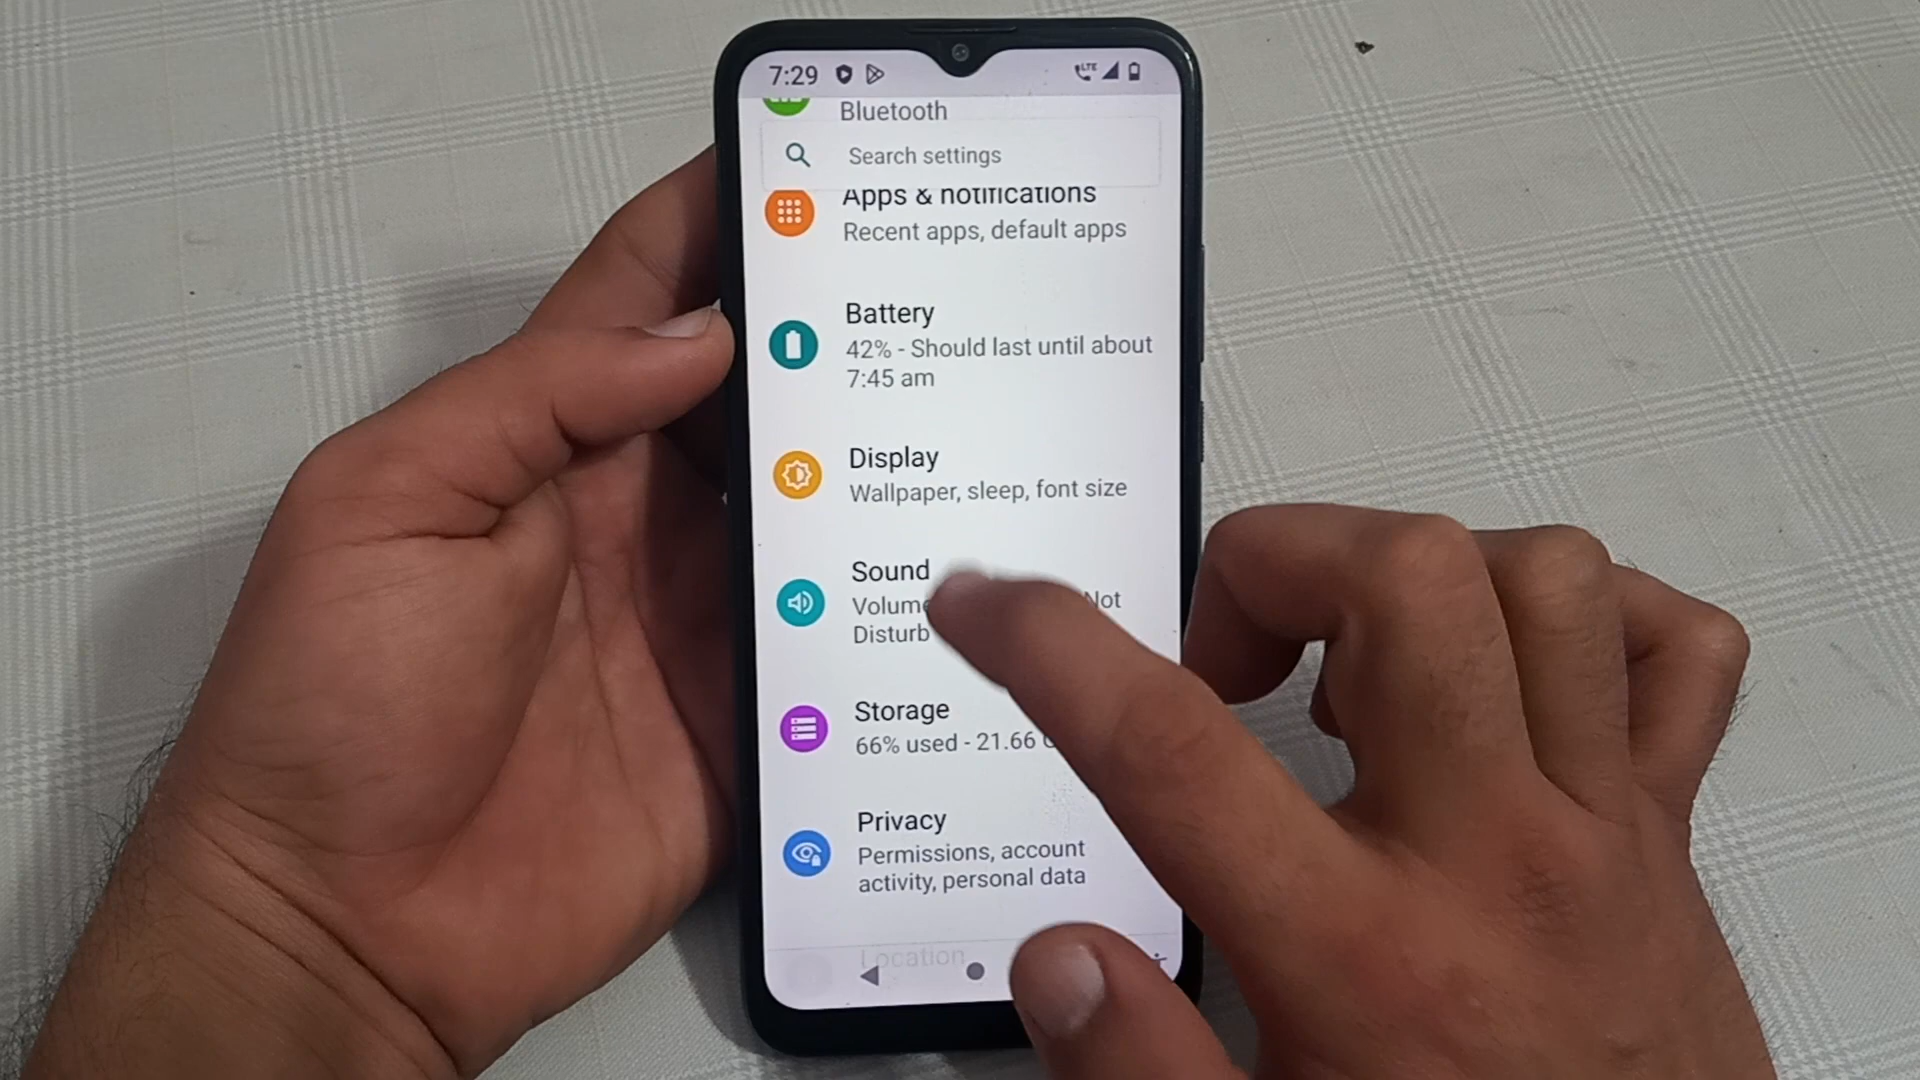 7:29
LTE
Bluetooth
Search settings
Apps & notifications
Recent apps, default apps
Battery
42% - Should last until about
7:45 am
Display
Wallpaper, sleep, font size
Sound
Not
Disturb
Storage
66% used - 21.66
Privacy
Permissions, account
activity, personal data
Location